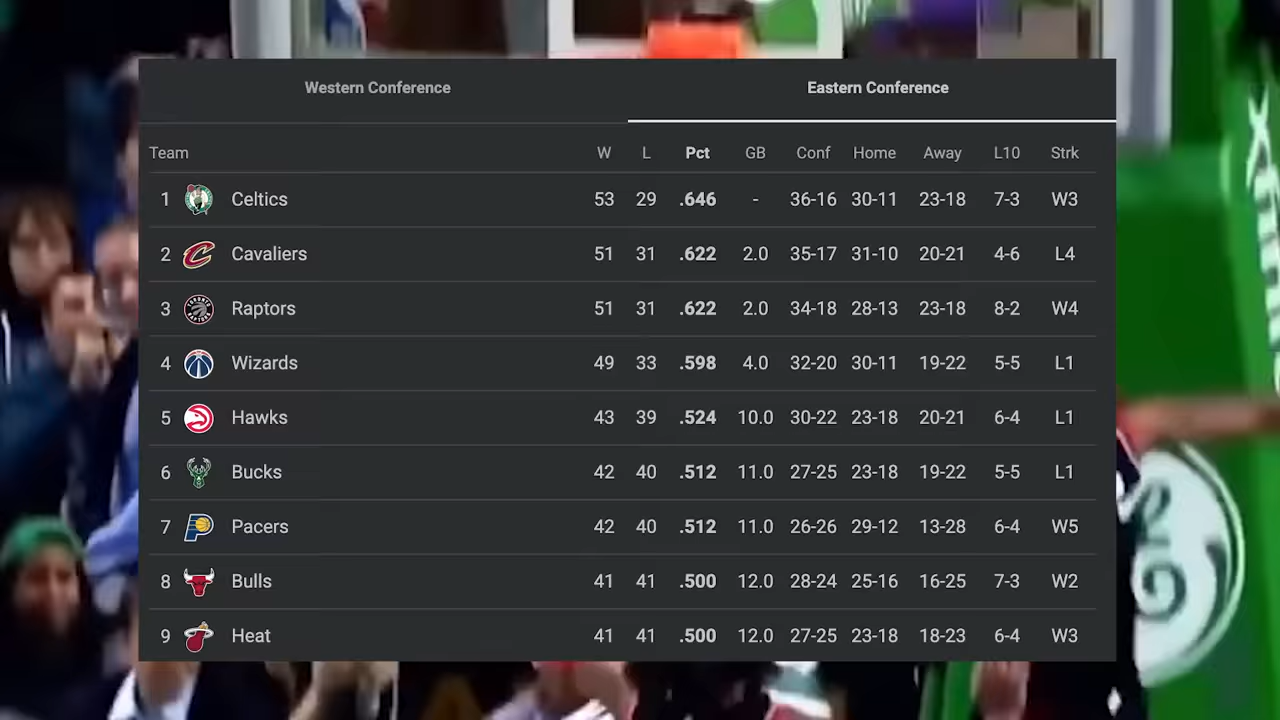 Western Conference Eastern Conference
Team W L Pct GB Conf Home Away L10 Strk
1 Celtics 53 29 .646 - 36-16 30-11 23-18 7-3 W3
2 Cavaliers 51 31 .622 2.0 35-17 31-10 20-21 4-6 L4
3 Raptors 51 31 .622 2.0 34-18 28-13 23-18 8-2 W4
4 Wizards 49 33 .598 4.0 32-20 30-11 19-22 5-5 L1
5 Hawks 43 39 .524 10.0 30-22 23-18 20-21 6-4 L1
6 Bucks 42 40 .512 11.0 27-25 23-18 19-22 5-5 L1
7 Pacers 42 40 .512 11.0 26-26 29-12 13-28 6-4 W5
8 Bulls 41 41 .500 12.0 28-24 25-16 16-25 7-3 W2
9 Heat 41 41 .500 12.0 27-25 23-18 18-23 6-4 W3